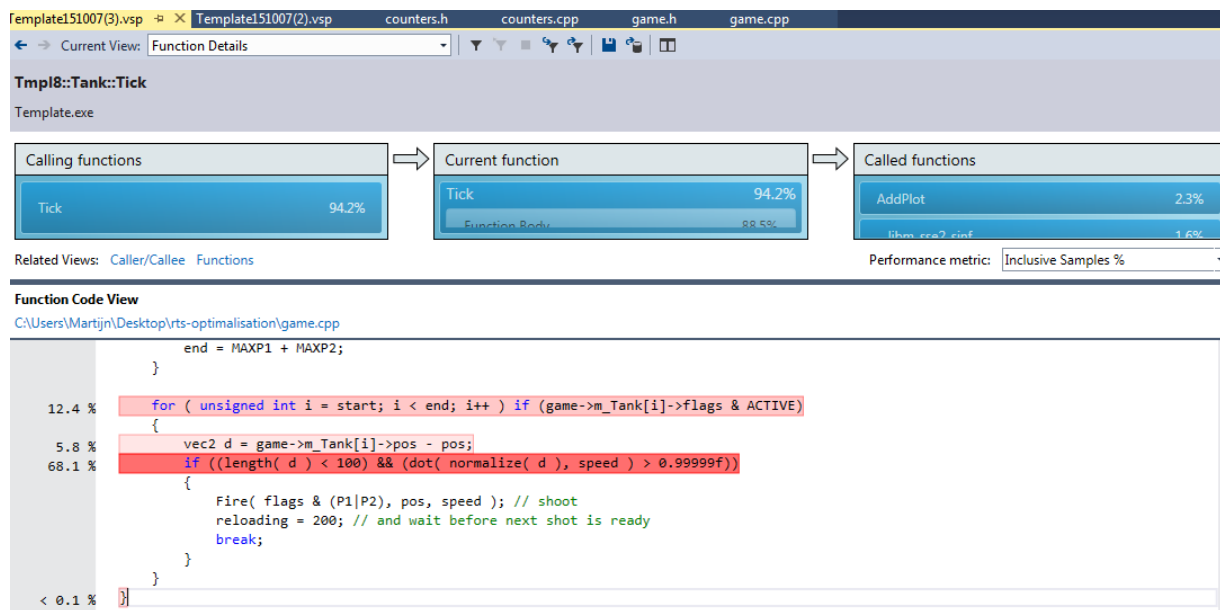 Template151007(3).vsp Template151007(2).vsp counters.h counters.cpp game.h game.cpp
Current View: Function Details
Tmpl8::Tank::Tick
Template.exe
Calling functions Current function Called functions
Tick 94.2% Tick 94.2% AddPlot 2.3%
Function Body 88.5% libm_sse2_sinf 1.6%
Related Views: Caller/Callee Functions Performance metric: Inclusive Samples %
Function Code View
C:\Users\Martijn\Desktop\rts-optimalisation\game.cpp
end = MAXP1 + MAXP2;
}
12.4 % for ( unsigned int i = start; i < end; i++ ) if (game->m_Tank[i]->flags & ACTIVE)
{
5.8 % vec2 d = game->m_Tank[i]->pos - pos;
68.1 % if ((length( d ) < 100) && (dot( normalize( d ), speed ) > 0.99999f))
{
Fire( flags & (P1|P2), pos, speed ); // shoot
reloading = 200; // and wait before next shot is ready
break;
}
}
< 0.1 % }